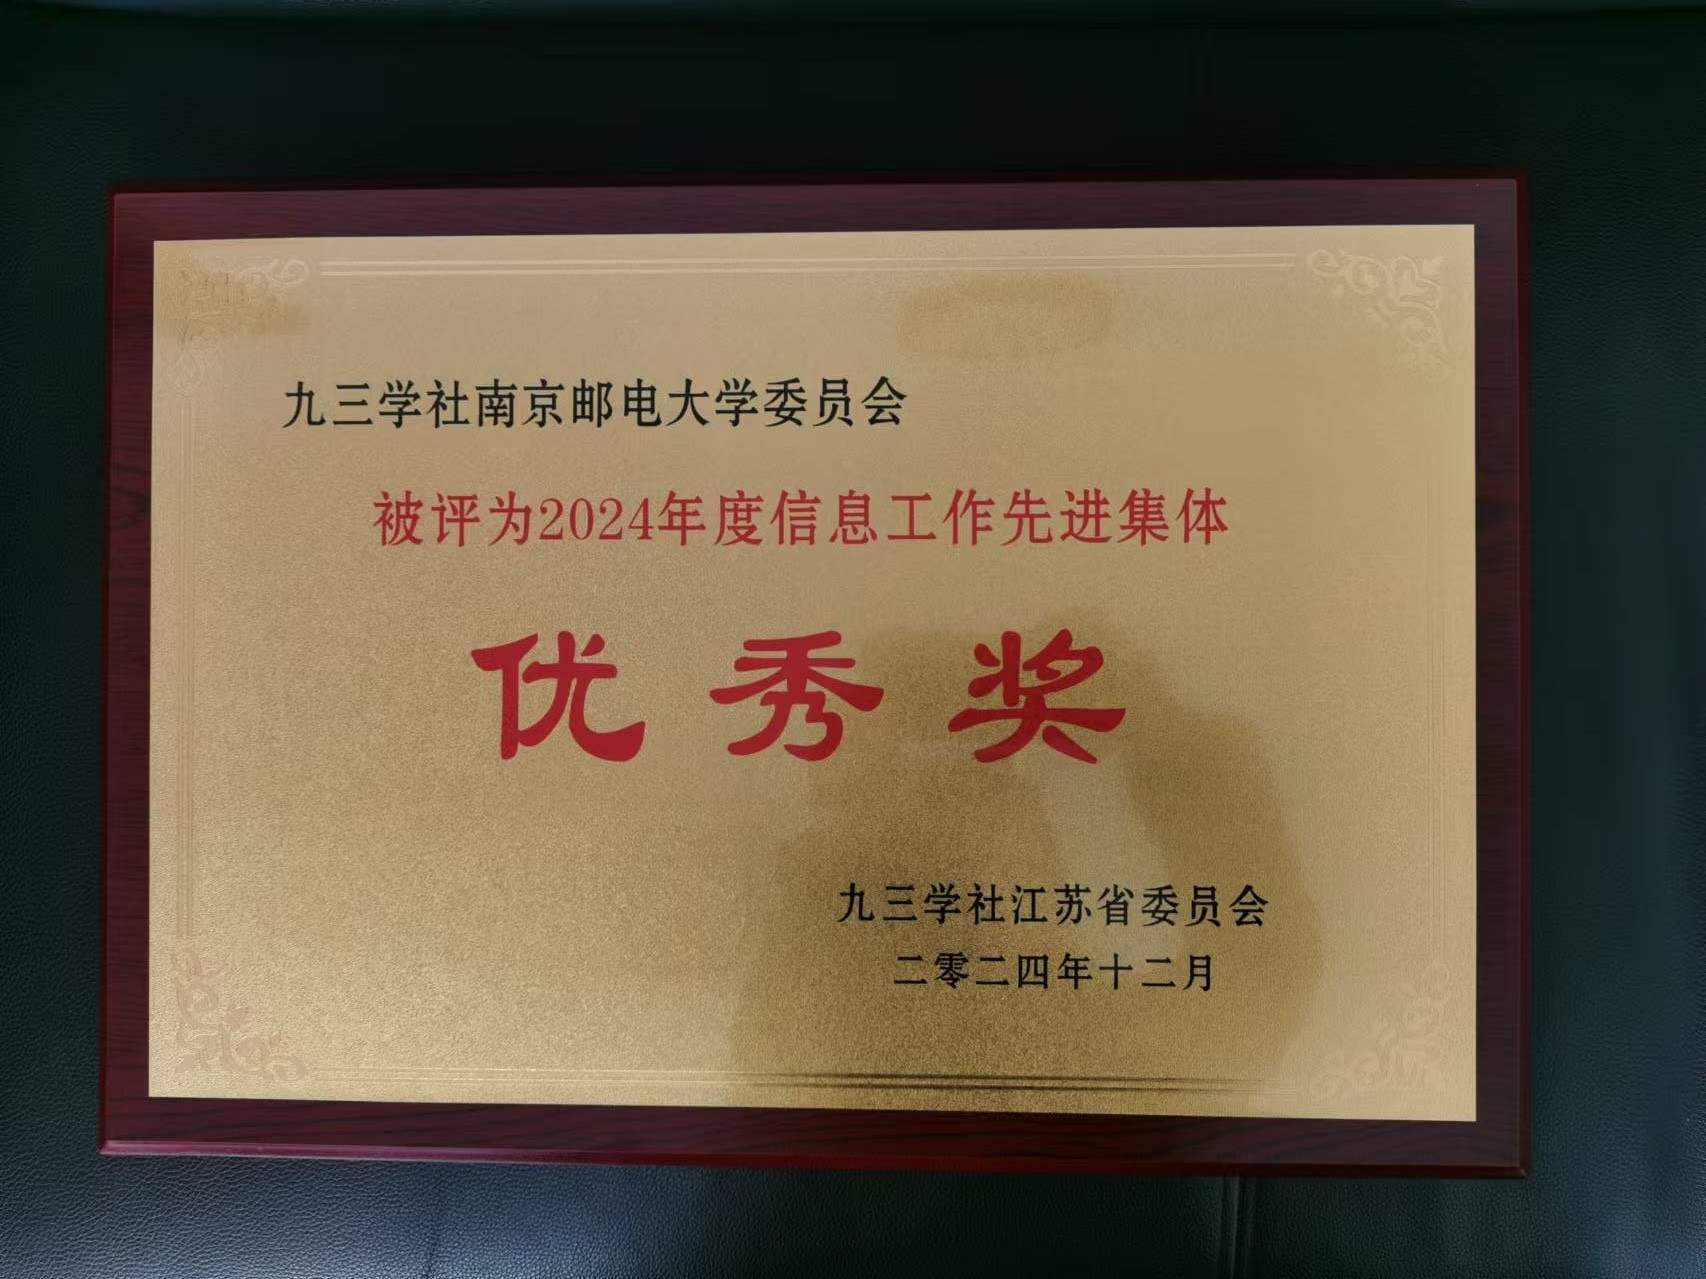 九三学社南京邮电大学委员会
被评为2024年度信息工作先进集体
优秀奖
九三学社江苏省委员会
二零二四年十二月